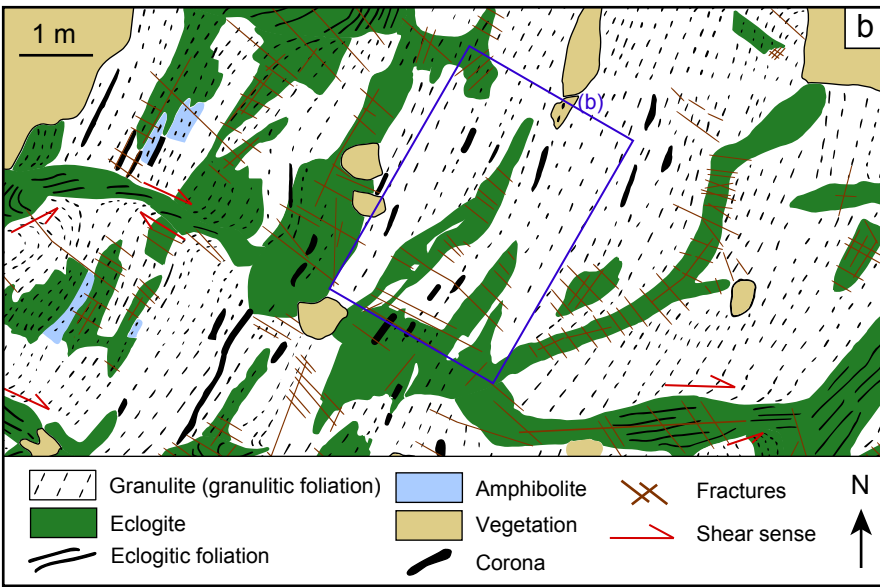 1 m
b
(b)
Granulite (granulitic foliation)
Eclogite
Eclogitic foliation
Amphibolite
Vegetation
Corona
Fractures
Shear sense
N